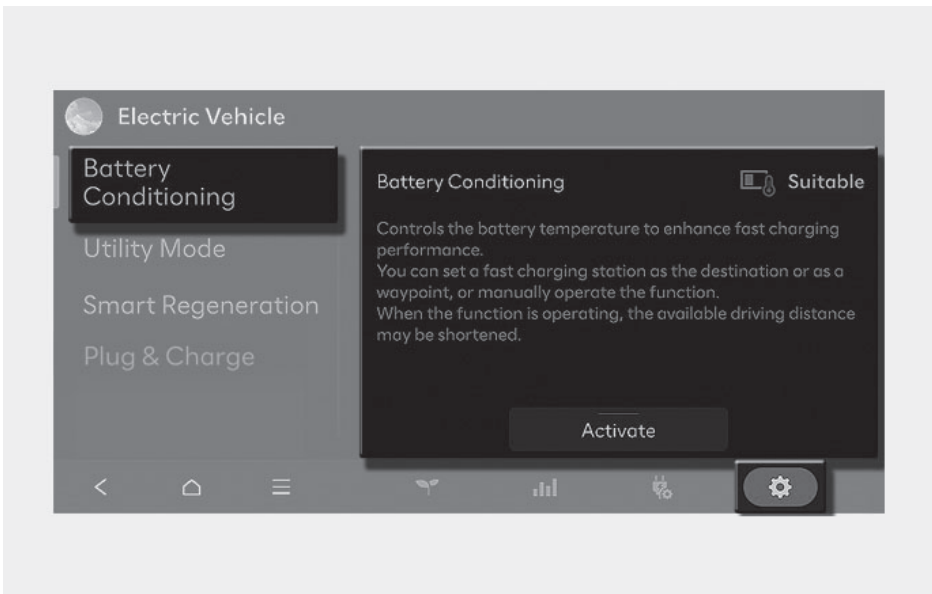 Electric Vehicle
Battery
Conditioning
Utility Mode
Smart Regeneration
Plug & Charge
Battery Conditioning
Suitable
Controls the battery temperature to enhance fast charging
performance.
You can set a fast charging station as the destination or as a
waypoint, or manually operate the function.
When the function is operating, the available driving distance
may be shortened.
Activate